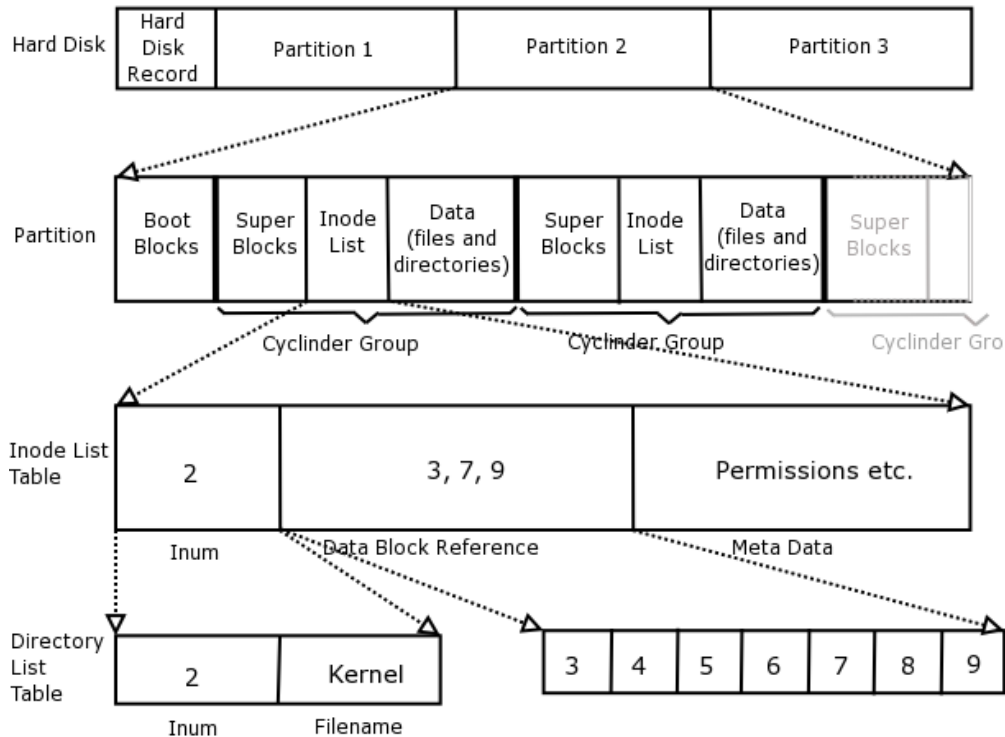 Hard Disk
Hard
Disk
Record
Partition 1
Partition 2
Partition 3
Partition
Boot
Blocks
Super
Blocks
Inode
List
Data
(files and
directories)
Super
Blocks
Inode
List
Data
(files and
directories)
Super
Blocks
Cyclinder Group
Cyclinder Group
Cyclinder Gro
Inode List
Table
2
3, 7, 9
Permissions etc.
Inum
Data Block Reference
Meta Data
Directory
List
Table
2
Kernel
3
4
5
6
7
8
9
Inum
Filename